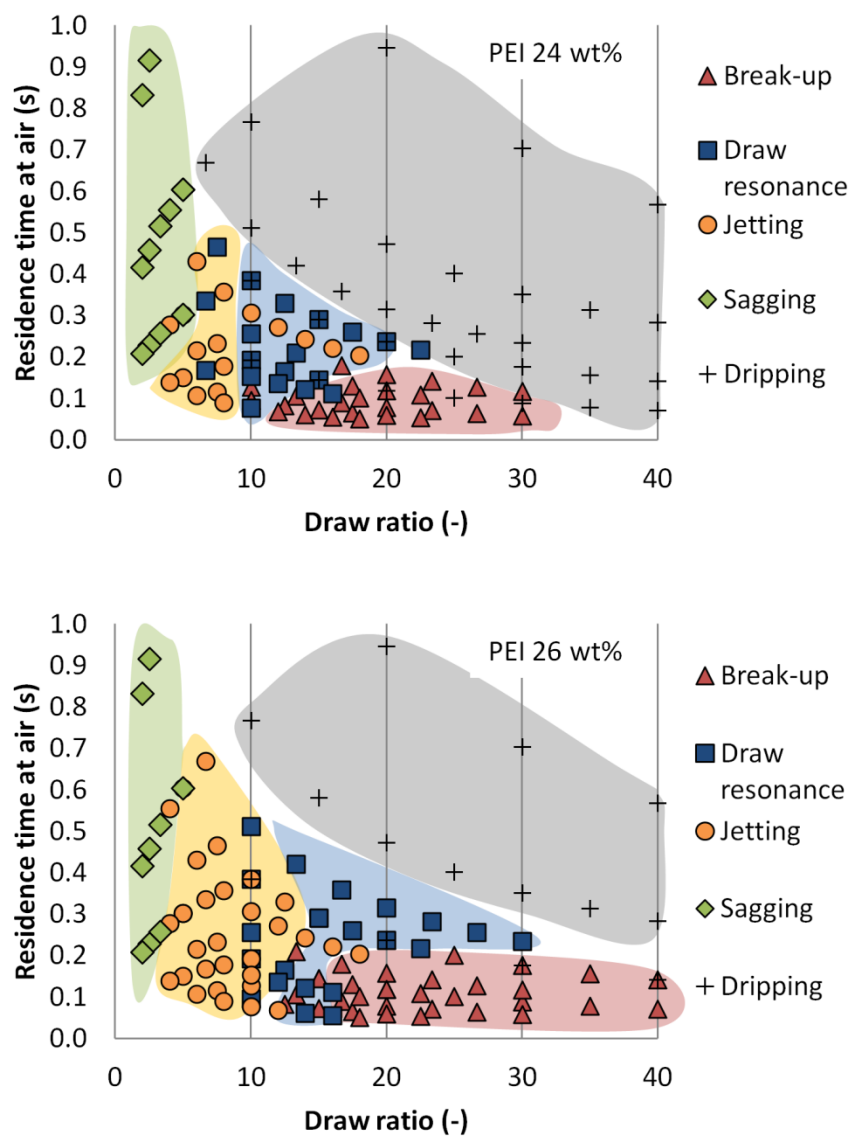 PEI 24 wt%
Residence time at air (s)
1.0
0.9
0.8
0.7
0.6
0.5
0.4
0.3
0.2
0.1
0.0
0 10 20 30 40
Draw ratio (-)
Break-up
Draw
resonance
Jetting
Sagging
Dripping
PEI 26 wt%
Residence time at air (s)
1.0
0.9
0.8
0.7
0.6
0.5
0.4
0.3
0.2
0.1
0.0
0 10 20 30 40
Draw ratio (-)
Break-up
Draw
resonance
Jetting
Sagging
Dripping